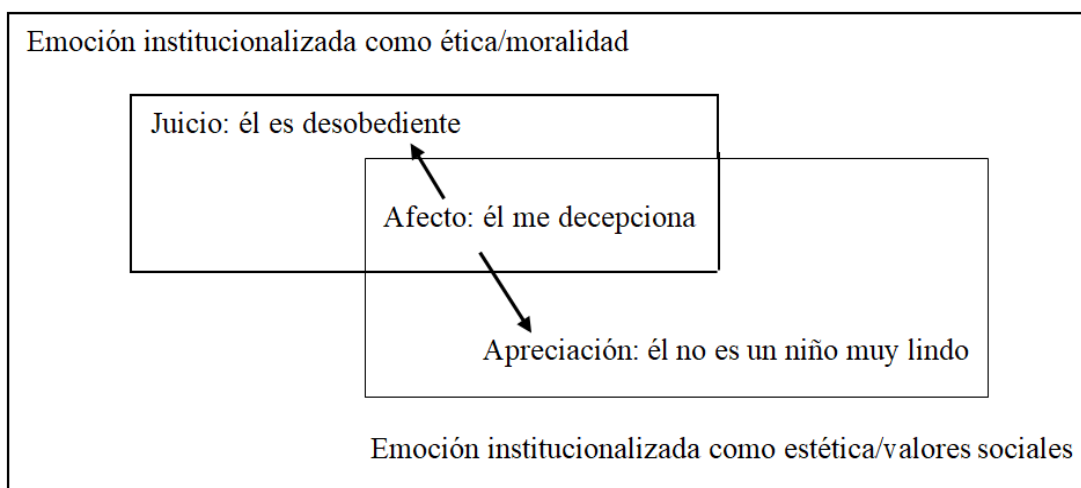 Emoción institucionalizada como ética/moralidad
Juicio: él es desobediente
Afecto: él me decepciona
Apreciación: él no es un niño muy lindo
Emoción institucionalizada como estética/valores sociales